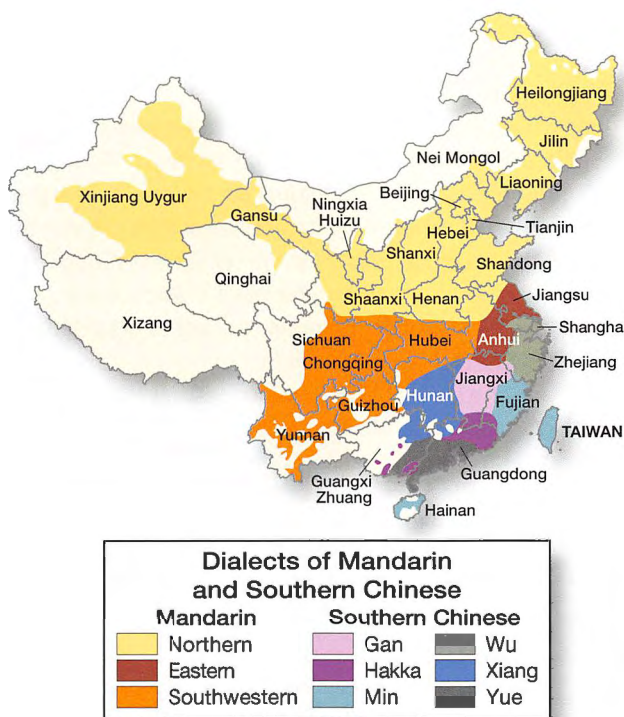 Heilongjiang
Jilin
Nei Mongol
Liaoning
Beijing
Xinjiang Uygur
Ningxia
Huizu
Gansu
Tianjin
Hebei
Shanxi
Shandong
Qinghai
Shaanxi
Henan
Jiangsu
Xizang
Shangha
Sichuan
Hubei
Anhui
Chongqing
Zhejiang
Jiangxi
Hunan
Guizhou
Fujian
Yunnan
TAIWAN
Guangdong
Guangxi
Zhuang
Hainan
Dialects of Mandarin
and Southern Chinese
Mandarin
Southern Chinese
Northern
Gan
Wu
Eastern
Hakka
Xiang
Southwestern
Min
Yue